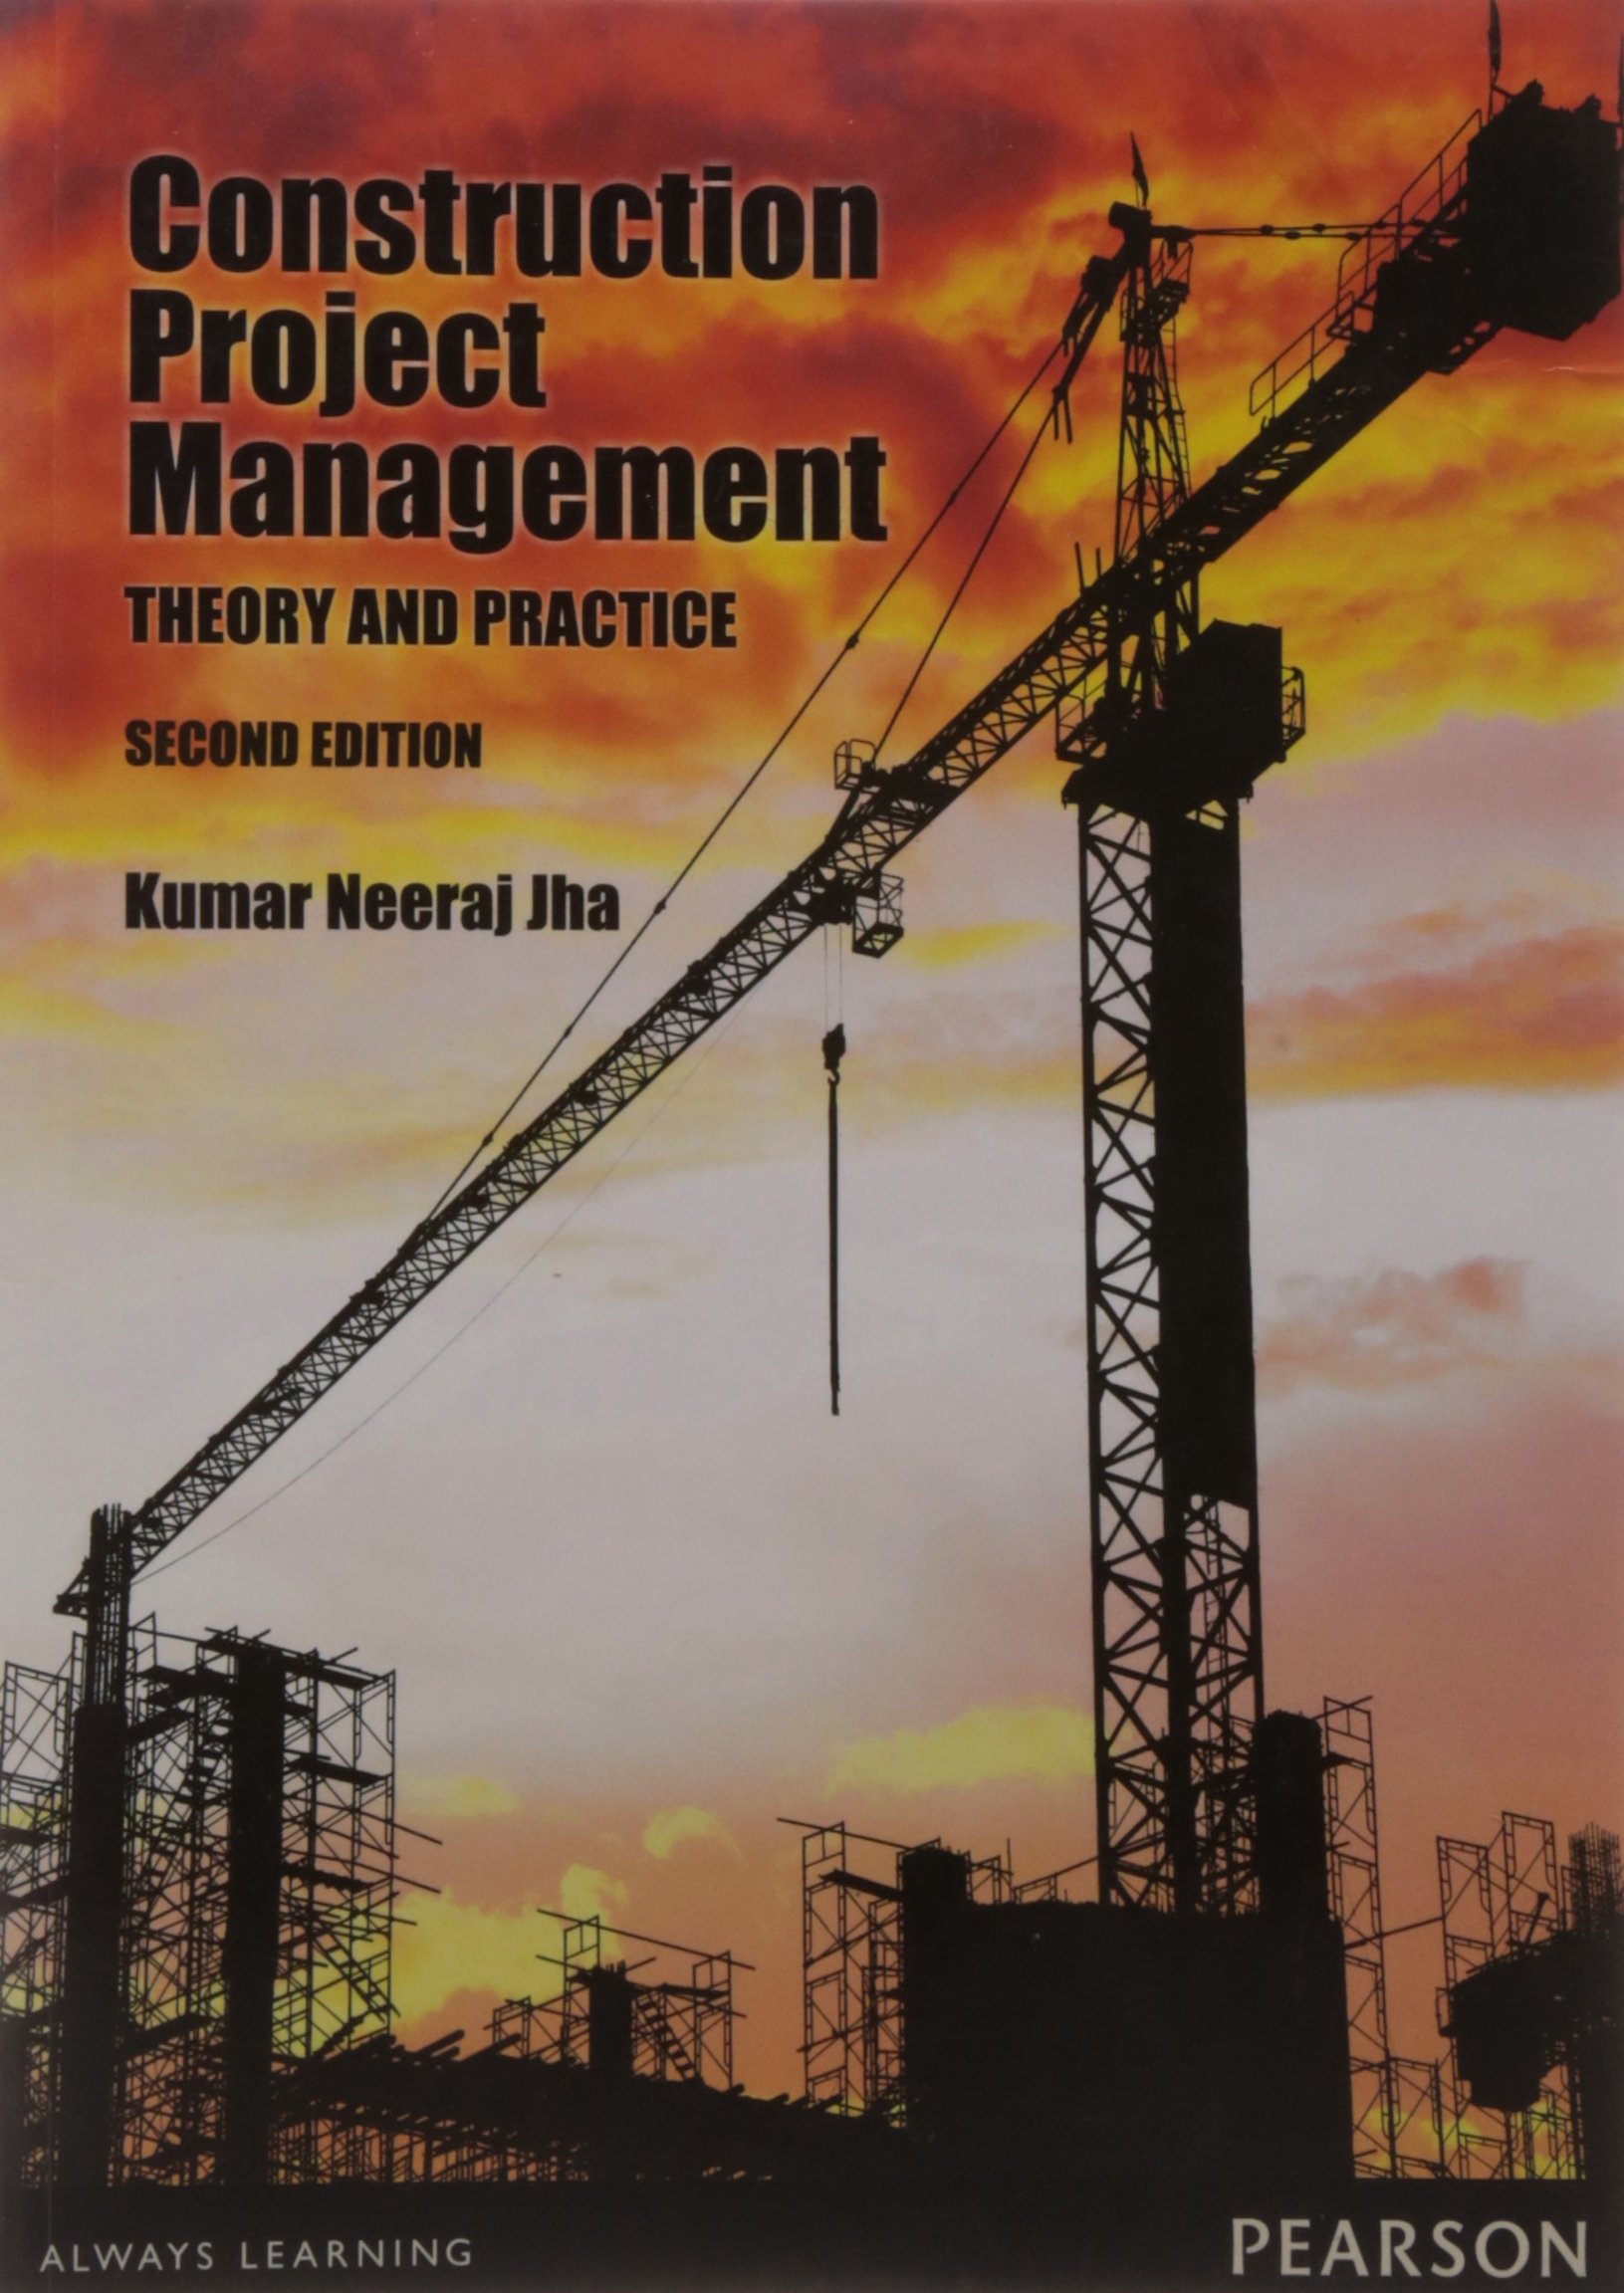 Construction
Project
Management
THEORY AND PRACTICE
SECOND EDITION
Kumar Neeraj Jha
ALWAYS LEARNING
PEARSON